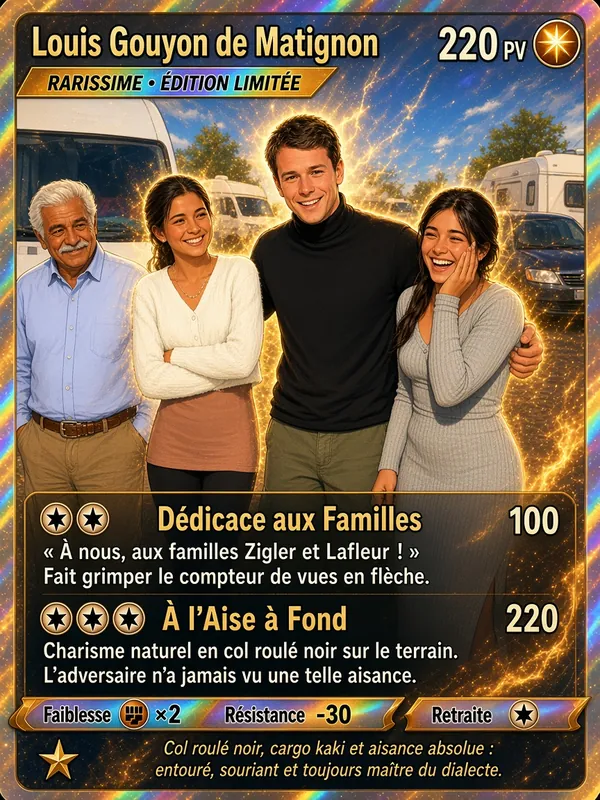 Louis Gouyon de Matignon
220 PV
RARISSIME • ÉDITION LIMITÉE
Dédicace aux Familles 100
« À nous, aux familles Zigler et Lafleur ! »
Fait grimper le compteur de vues en flèche.
À l'Aise à Fond 220
Charisme naturel en col roulé noir sur le terrain.
L'adversaire n'a jamais vu une telle aisance.
Faiblesse ×2 Résistance -30 Retraite
Col roulé noir, cargo kaki et aisance absolue :
entouré, souriant et toujours maître du dialecte.